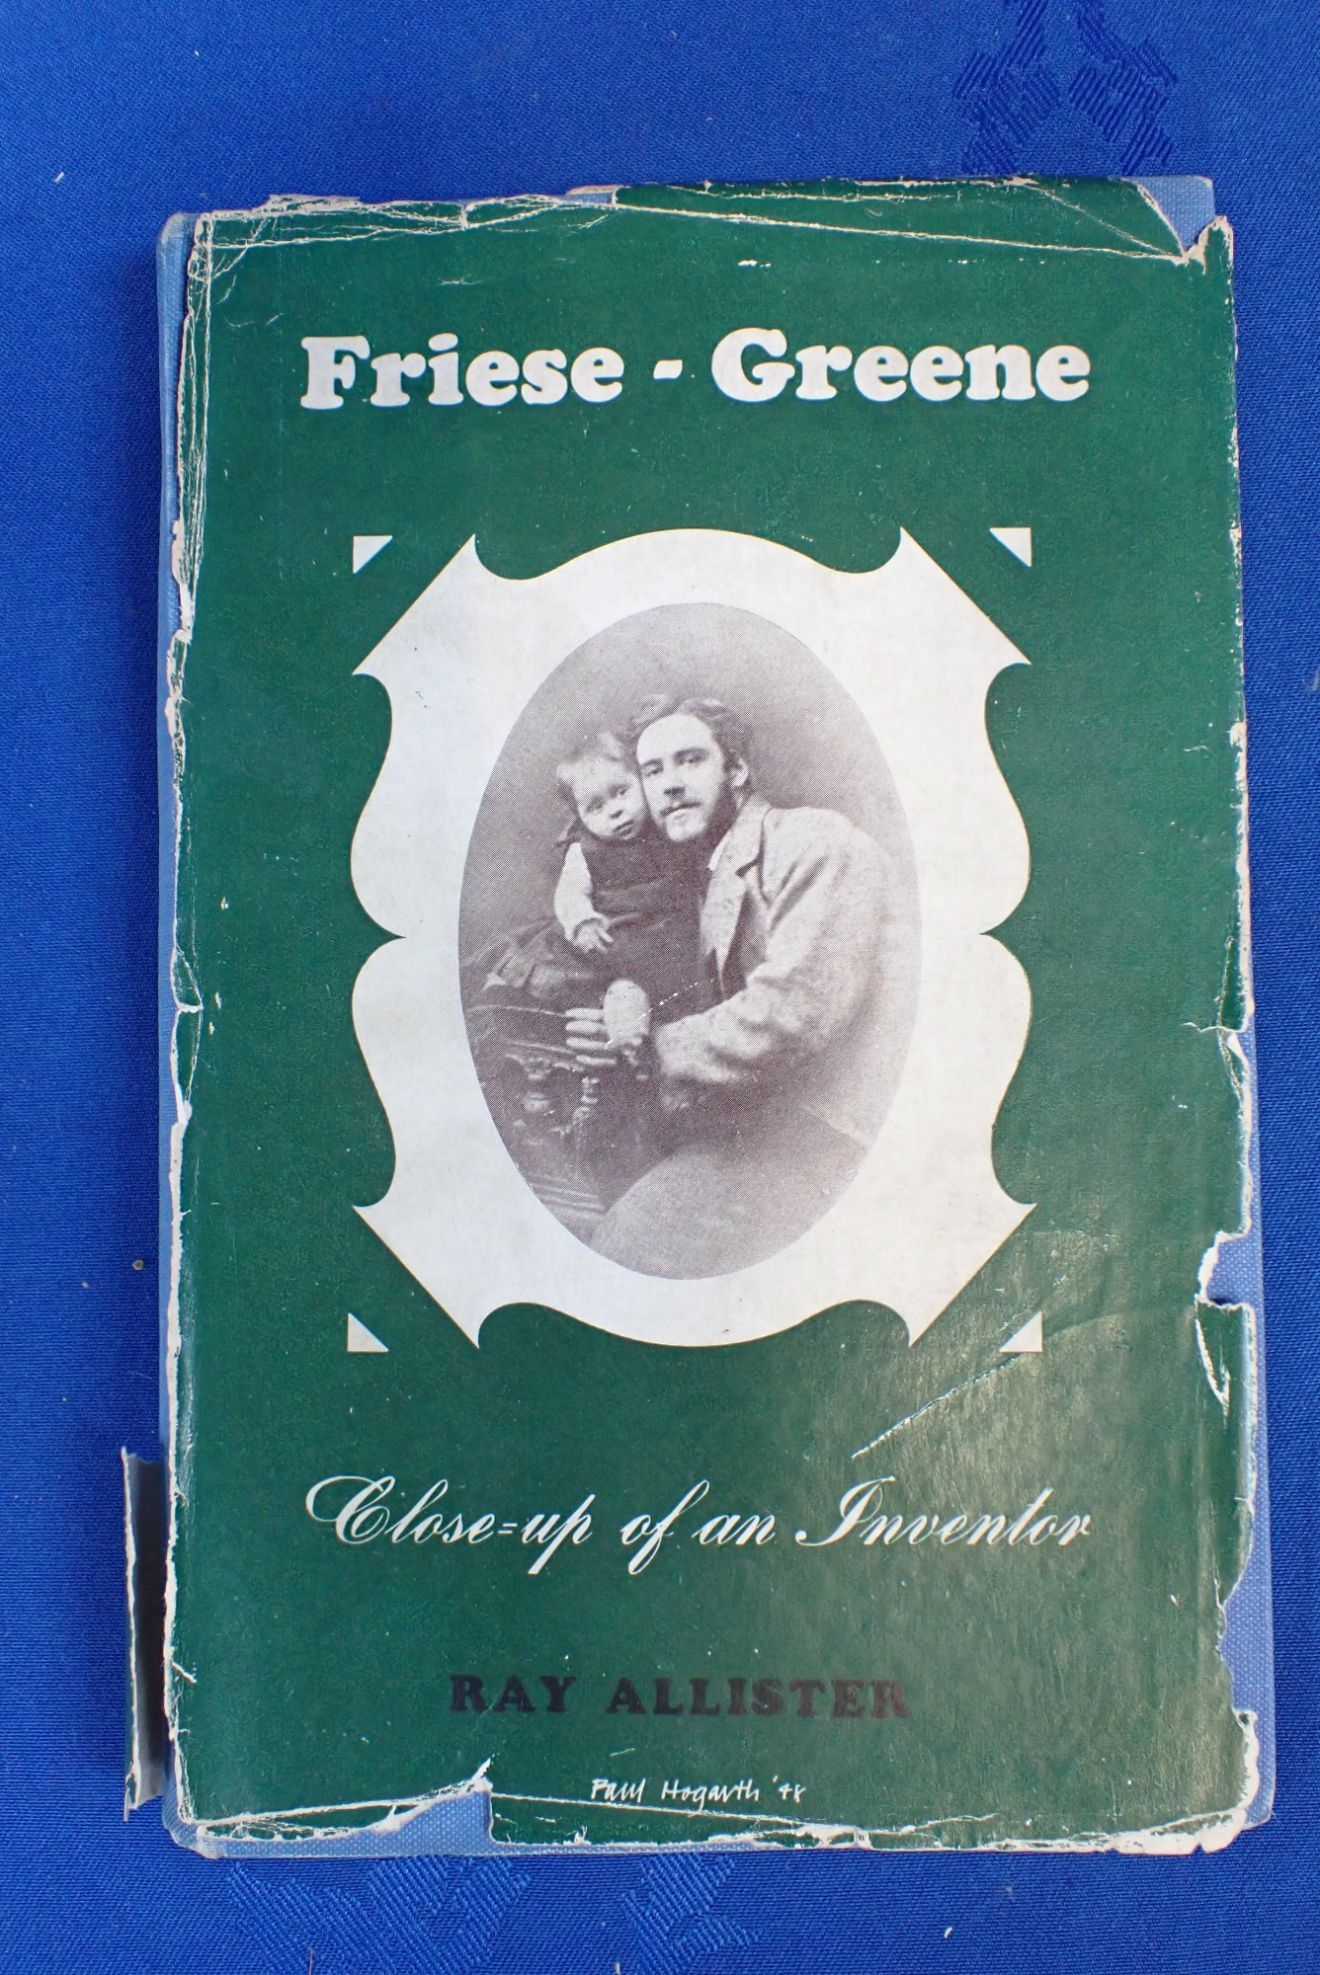 Friese - Greene
Close-up of an Inventor
RAY ALLISTER
Paul Hogarth '48